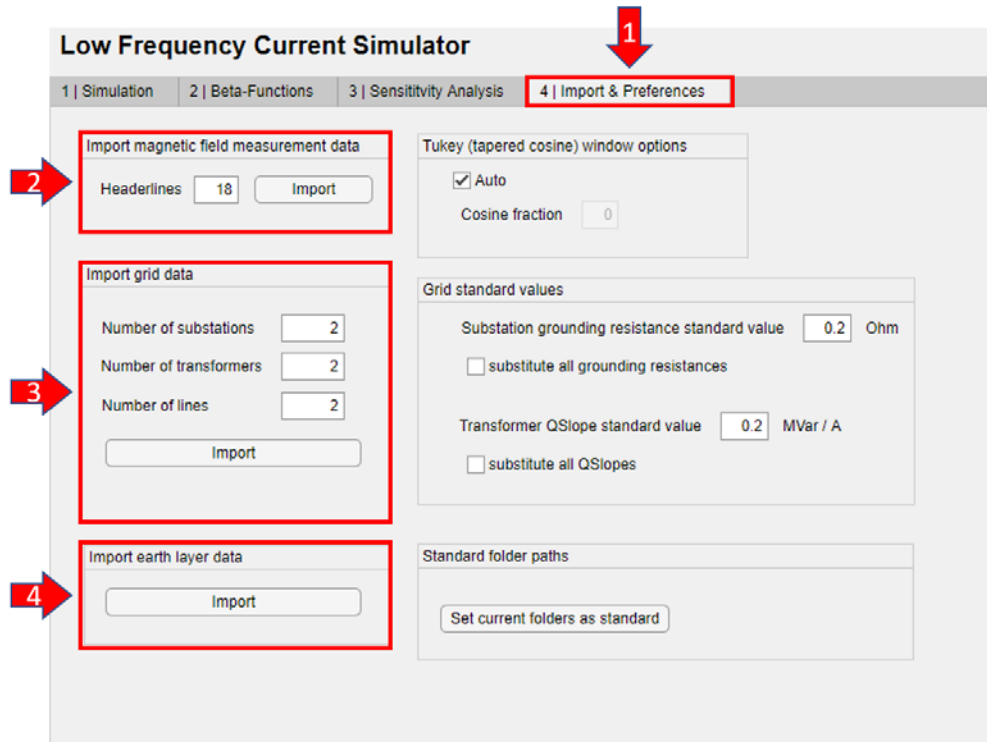 1
Low Frequency Current Simulator
1 | Simulation 2 | Beta-Functions 3 | Sensititvity Analysis 4 | Import & Preferences
2
Import magnetic field measurement data
Headerlines 18 Import
Tukey (tapered cosine) window options
Auto
Cosine fraction 0
3
Import grid data
Number of substations 2
Number of transformers 2
Number of lines 2
Import
Grid standard values
Substation grounding resistance standard value 0.2 Ohm
substitute all grounding resistances
Transformer QSlope standard value 0.2 MVar / A
substitute all QSlopes
4
Import earth layer data
Import
Standard folder paths
Set current folders as standard